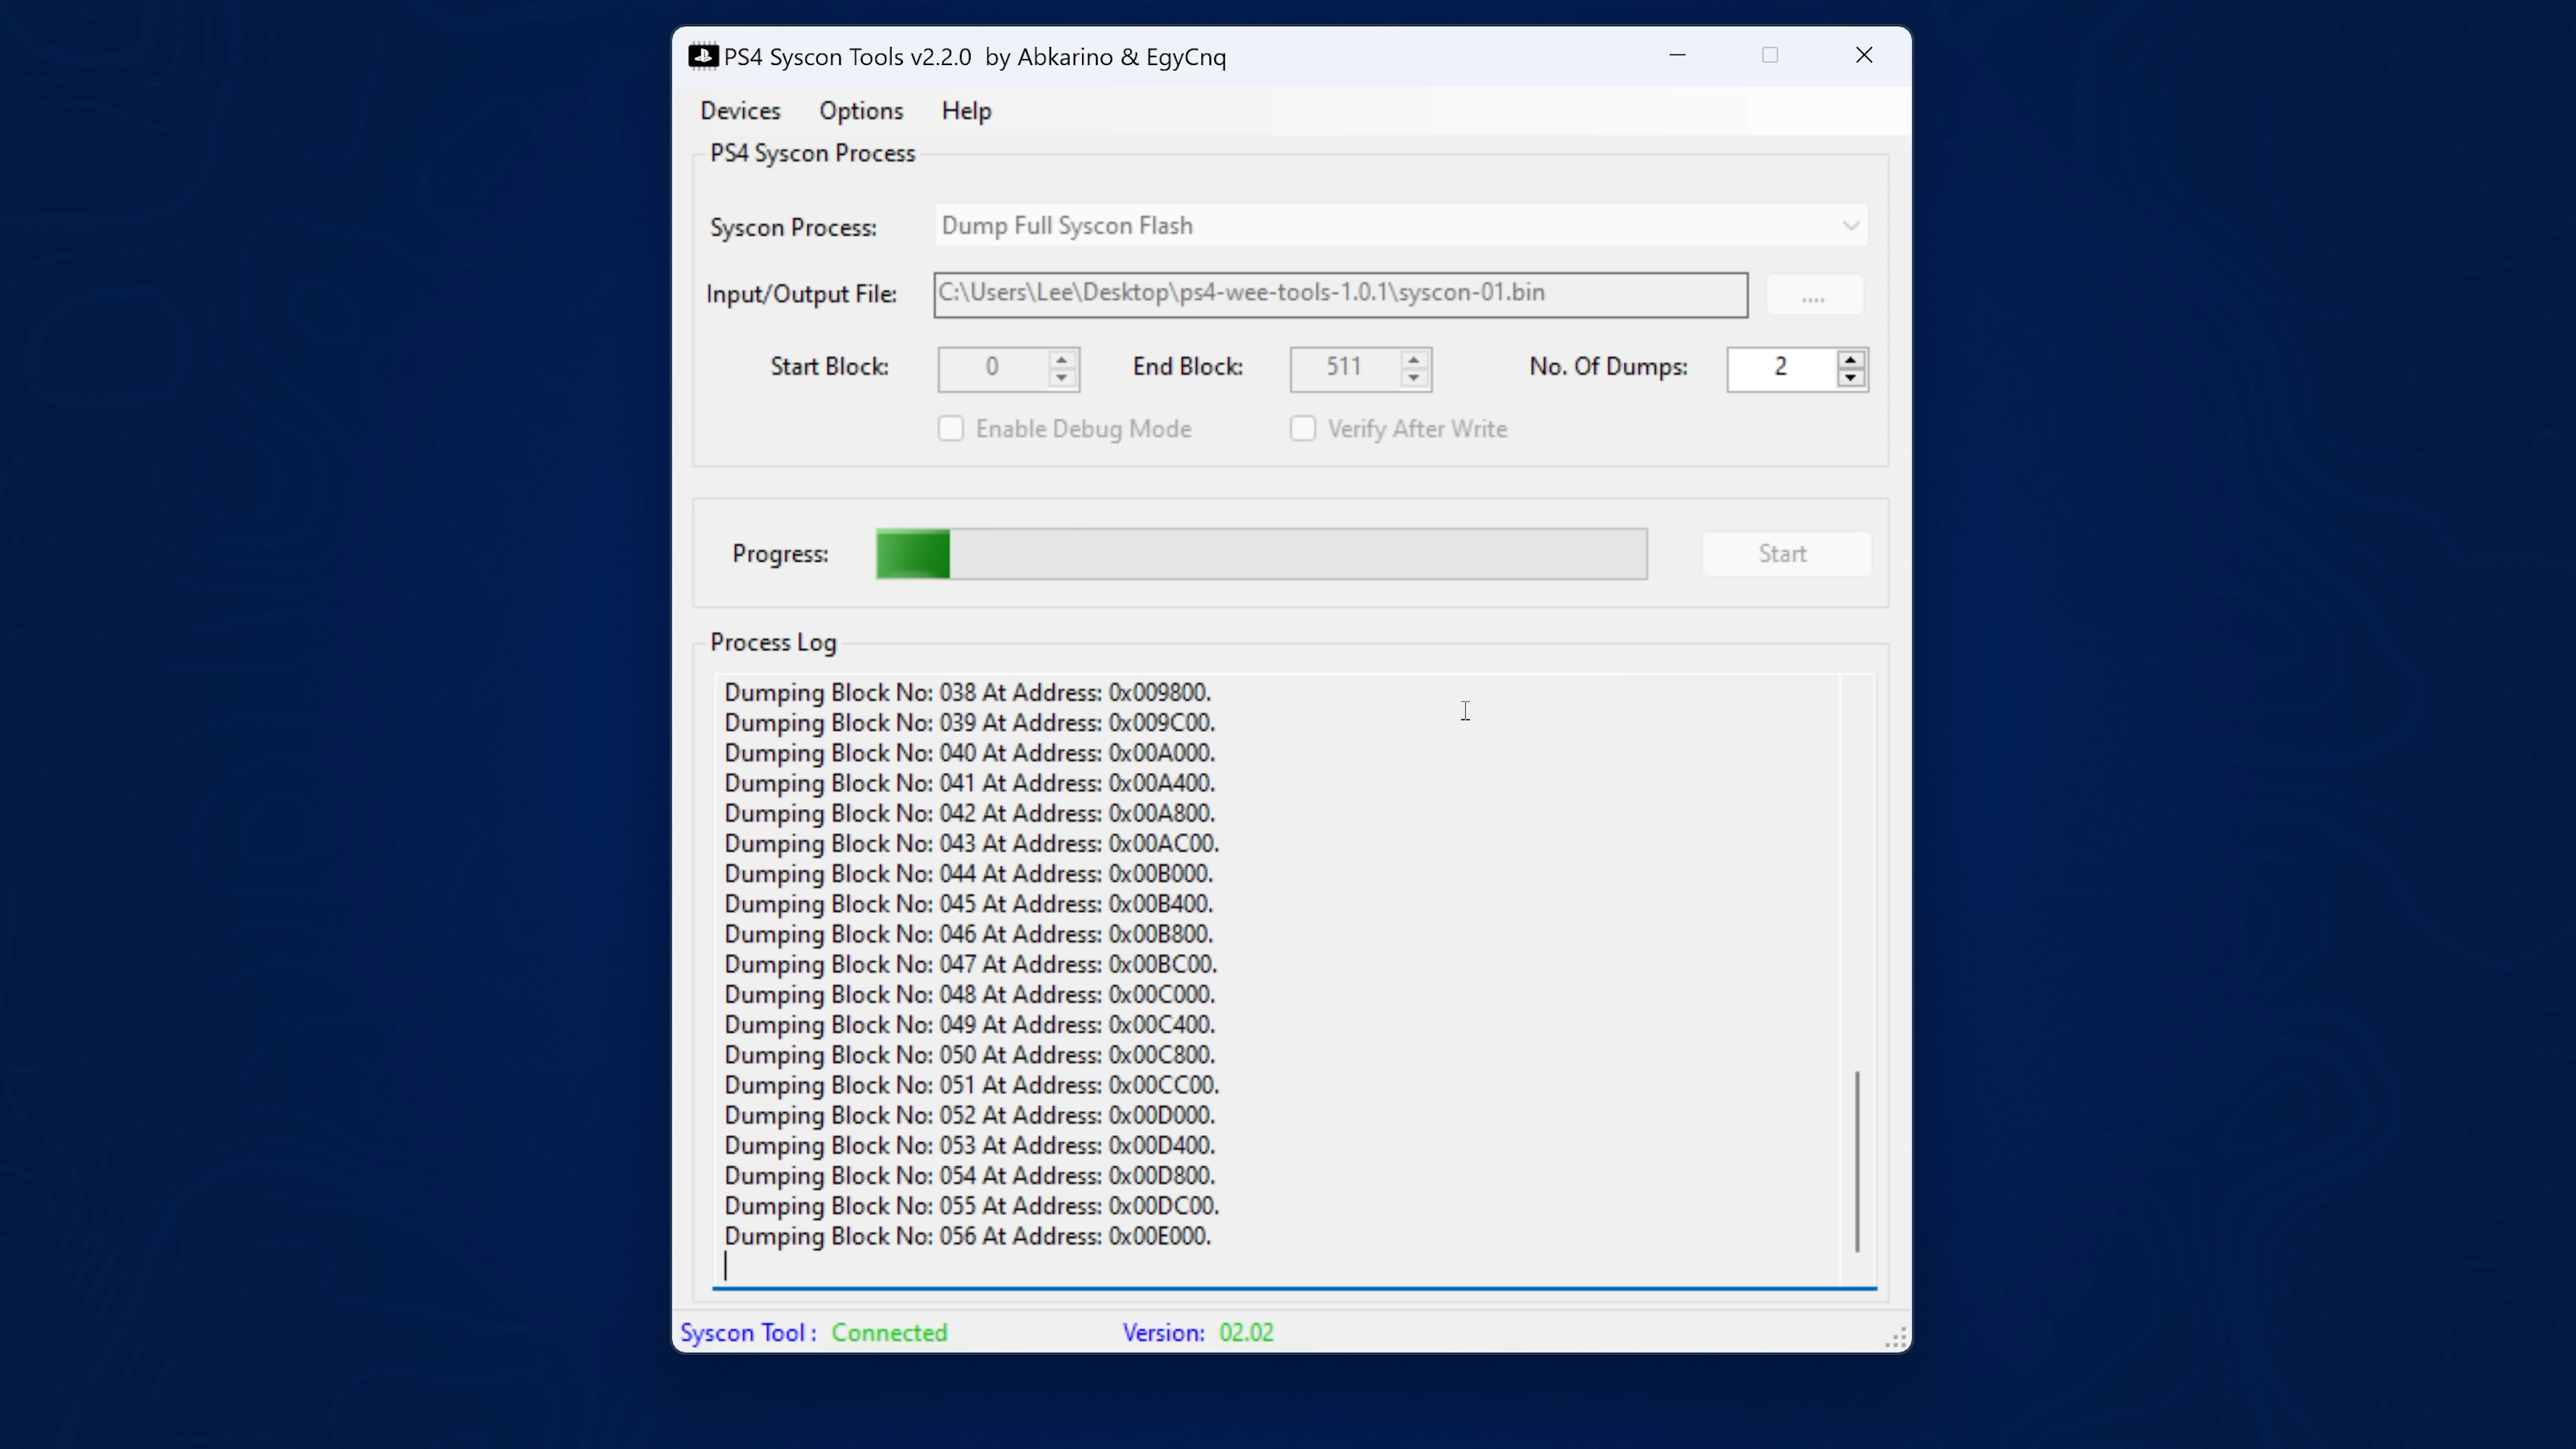 PS4 Syscon Tools v2.2.0 by Abkarino & EgyCnq
Devices Options Help
PS4 Syscon Process
Syscon Process: Dump Full Syscon Flash
Input/Output File: C:\Users\Lee\Desktop\ps4-wee-tools-1.0.1\syscon-01.bin ....
Start Block: 0 End Block: 511 No. Of Dumps: 2
Enable Debug Mode Verify After Write
Progress: Start
Process Log
Dumping Block No: 038 At Address: 0x009800.
Dumping Block No: 039 At Address: 0x009C00.
Dumping Block No: 040 At Address: 0x00A000.
Dumping Block No: 041 At Address: 0x00A400.
Dumping Block No: 042 At Address: 0x00A800.
Dumping Block No: 043 At Address: 0x00AC00.
Dumping Block No: 044 At Address: 0x00B000.
Dumping Block No: 045 At Address: 0x00B400.
Dumping Block No: 046 At Address: 0x00B800.
Dumping Block No: 047 At Address: 0x00BC00.
Dumping Block No: 048 At Address: 0x00C000.
Dumping Block No: 049 At Address: 0x00C400.
Dumping Block No: 050 At Address: 0x00C800.
Dumping Block No: 051 At Address: 0x00CC00.
Dumping Block No: 052 At Address: 0x00D000.
Dumping Block No: 053 At Address: 0x00D400.
Dumping Block No: 054 At Address: 0x00D800.
Dumping Block No: 055 At Address: 0x00DC00.
Dumping Block No: 056 At Address: 0x00E000.
Syscon Tool : Connected Version: 02.02